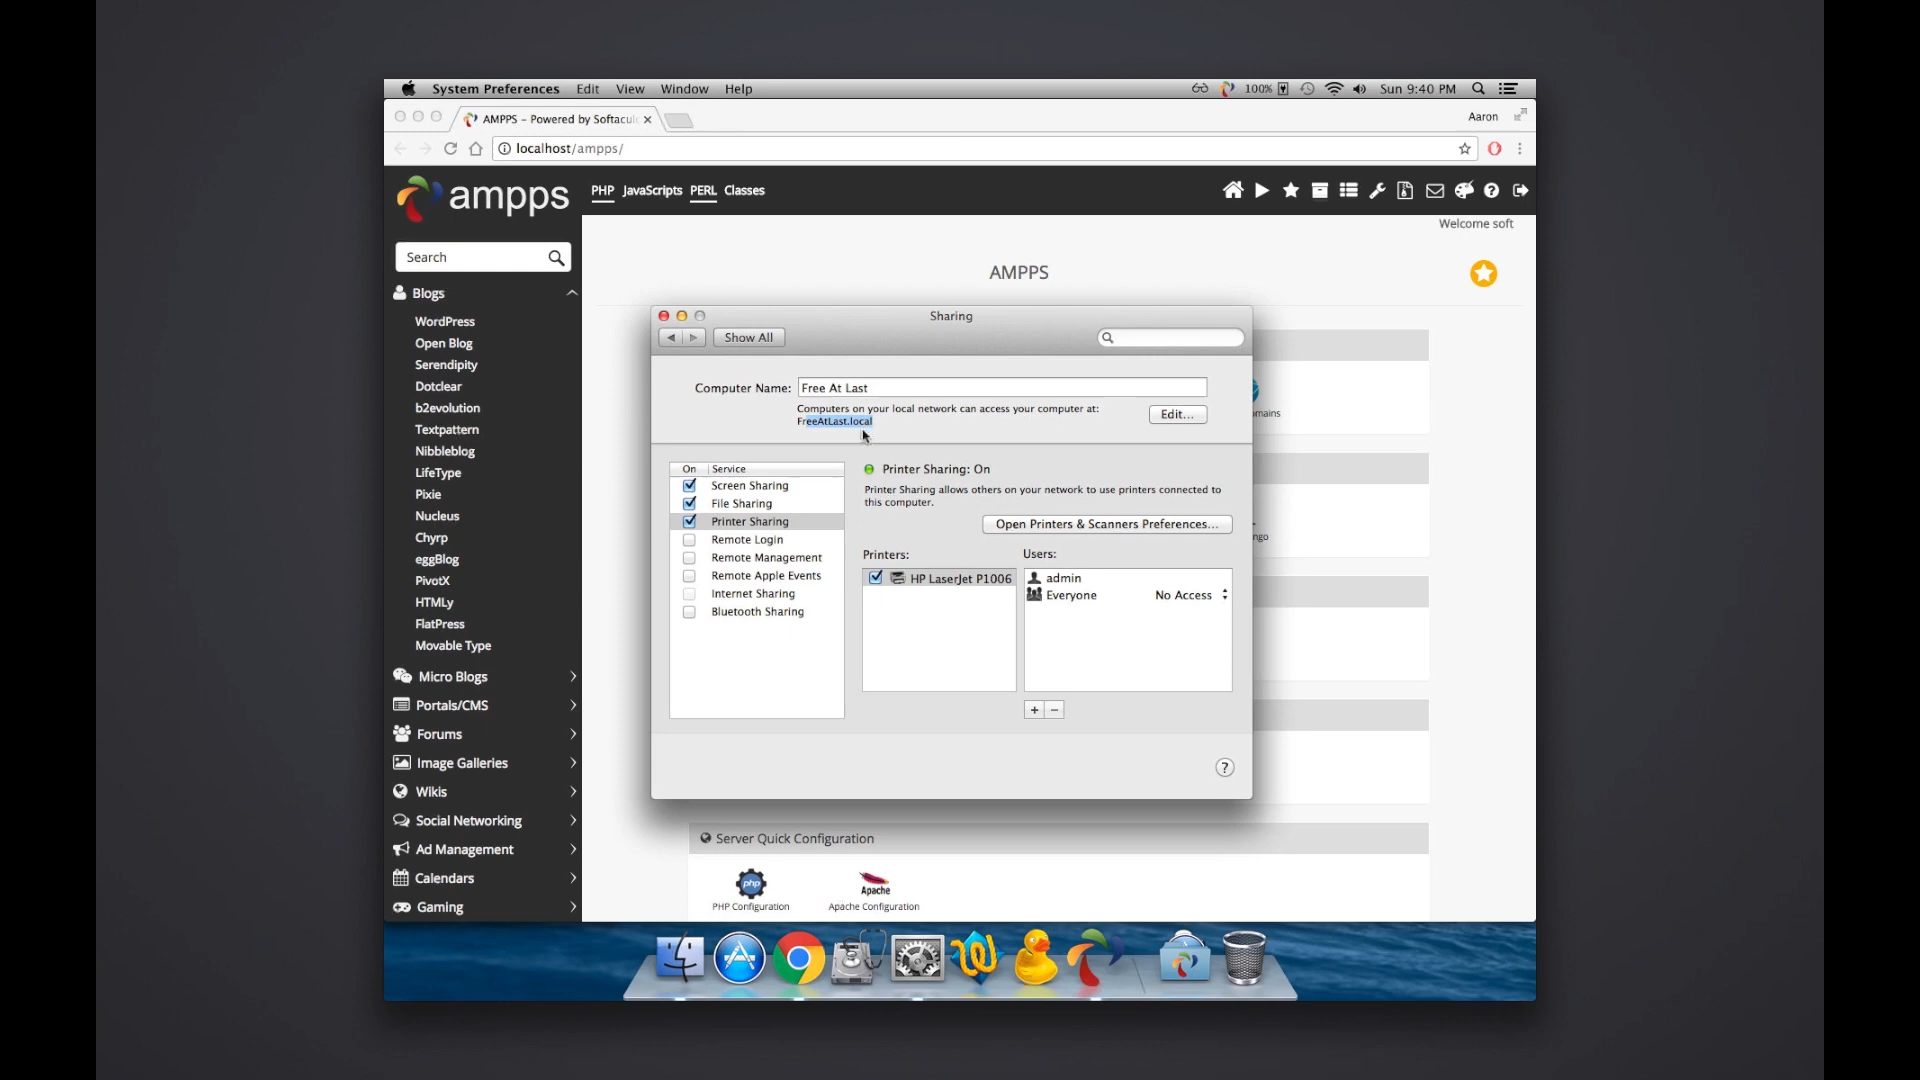 System Preferences Edit View Window Help
100% Sun 9:40 PM
AMPPS - Powered by Softacul
Aaron
localhost/ampps/
ampps
PHP JavaScripts PERL Classes
Welcome soft
Search
AMPPS
Blogs
WordPress
Open Blog
Serendipity
Dotclear
b2evolution
Textpattern
Nibbleblog
LifeType
Pixie
Nucleus
Chyrp
eggBlog
PivotX
HTMLy
FlatPress
Movable Type
Micro Blogs
Portals/CMS
Forums
Image Galleries
Wikis
Social Networking
Ad Management
Calendars
Gaming
Sharing
Show All
Computer Name: Free At Last
Computers on your local network can access your computer at:
FreeAtLast.local
Edit...
On Service
Screen Sharing
File Sharing
Printer Sharing
Remote Login
Remote Management
Remote Apple Events
Internet Sharing
Bluetooth Sharing
Printer Sharing: On
Printer Sharing allows others on your network to use printers connected to
this computer.
Open Printers & Scanners Preferences...
Printers:
HP LaserJet P1006
Users:
admin
Everyone No Access
+ −
?
omains
ngo
Server Quick Configuration
php
PHP Configuration
Apache
Apache Configuration